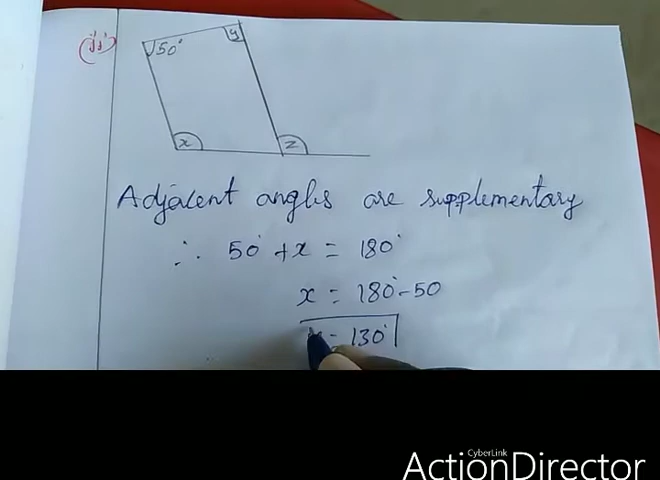 (ii)
50° y
x z
Adjacent angles are supplementary
∴ 50° + x = 180°
x = 180° - 50
x = 130°
CyberLink
ActionDirector